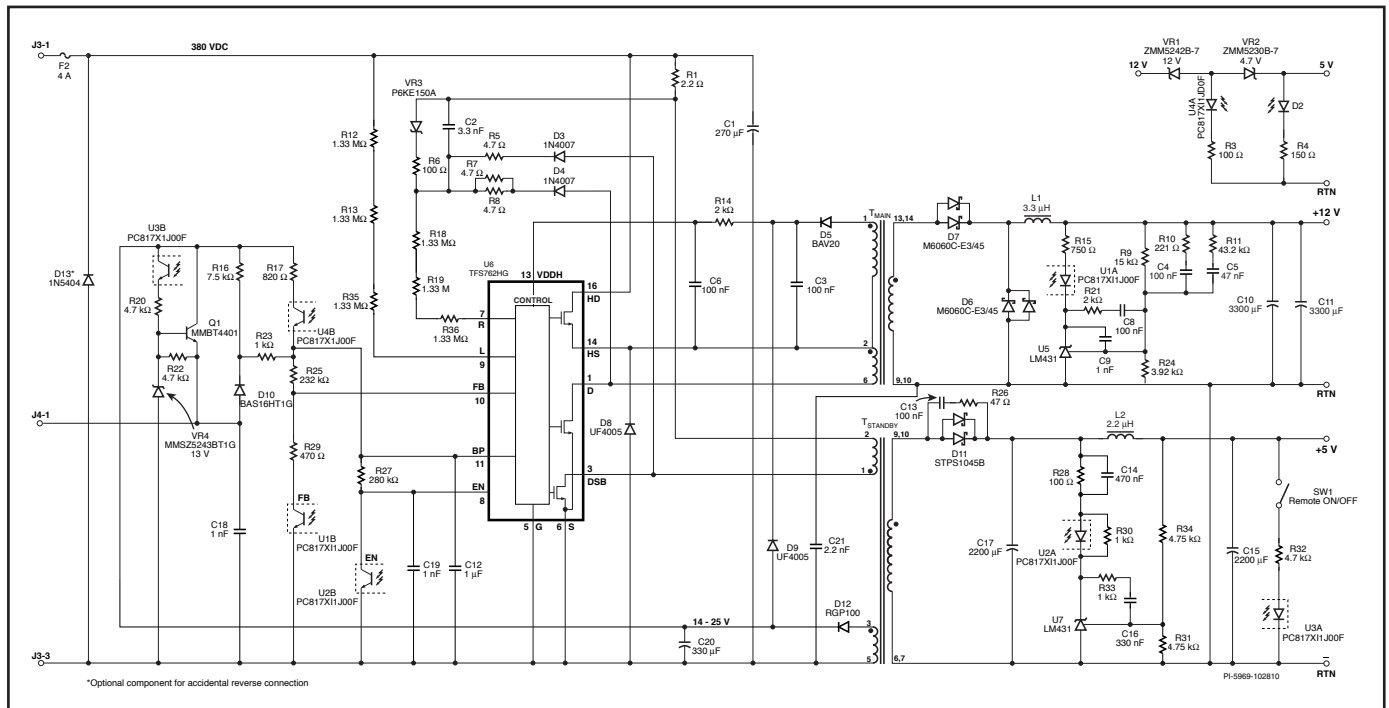 J3-1
F2
4 A
380 VDC
R1
2.2 Ω
VR3
P6KE150A
C2
3.3 nF
C1
270 µF
VR1
ZMM5242B-7
12 V
VR2
ZMM5230B-7
4.7 V
12 V
5 V
U4A
PC817XI1JD0F
D2
R3
100 Ω
R4
150 Ω
RTN
R12
1.33 MΩ
R5
4.7 Ω
D3
1N4007
R6
100 Ω
R7
4.7 Ω
D4
1N4007
R8
4.7 Ω
R13
1.33 MΩ
R18
1.33 MΩ
R14
2 kΩ
D5
BAV20
TMAIN
1
13,14
D7
M6060C-E3/45
L1
3.3 µH
+12 V
U3B
PC817X1J00F
D13*
1N5404
R16
7.5 kΩ
R17
820 Ω
R19
1.33 M
U6
TFS762HG
13 VDDH
CONTROL
16
HD
C6
100 nF
C3
100 nF
R15
750 Ω
R9
15 kΩ
R10
221 Ω
R11
43.2 kΩ
C4
100 nF
C5
47 nF
U1A
PC817XI1J00F
R20
4.7 kΩ
Q1
MMBT4401
U4B
PC817X1J00F
R35
1.33 MΩ
R36
1.33 MΩ
7
R
D6
M6060C-E3/45
R21
2 kΩ
C8
100 nF
C10
3300 µF
C11
3300 µF
R23
1 kΩ
R22
4.7 kΩ
R25
232 kΩ
L
9
14
HS
2
6
U5
LM431
C9
1 nF
R24
3.92 kΩ
D10
BAS16HT1G
FB
10
1
D
9,10
RTN
J4-1
VR4
MMSZ5243BT1G
13 V
R29
470 Ω
D8
UF4005
C13
100 nF
R26
47 Ω
TSTANDBY
2
9,10
D11
STPS1045B
L2
2.2 µH
+5 V
BP
11
R27
280 kΩ
EN
8
3
DSB
1
R28
100 Ω
C14
470 nF
SW1
Remote ON/OFF
FB
U1B
PC817XI1J00F
C18
1 nF
5 G
6 S
EN
U2B
PC817XI1J00F
C19
1 nF
C12
1 µF
D9
UF4005
C21
2.2 nF
C17
2200 µF
U2A
PC817XI1J00F
R30
1 kΩ
R34
4.75 kΩ
C15
2200 µF
R32
4.7 kΩ
R33
1 kΩ
D12
RGP100
14 - 25 V
3
C20
330 µF
U7
LM431
C16
330 nF
R31
4.75 kΩ
U3A
PC817XI1J00F
J3-3
5
6,7
RTN
*Optional component for accidental reverse connection
PI-5969-102810